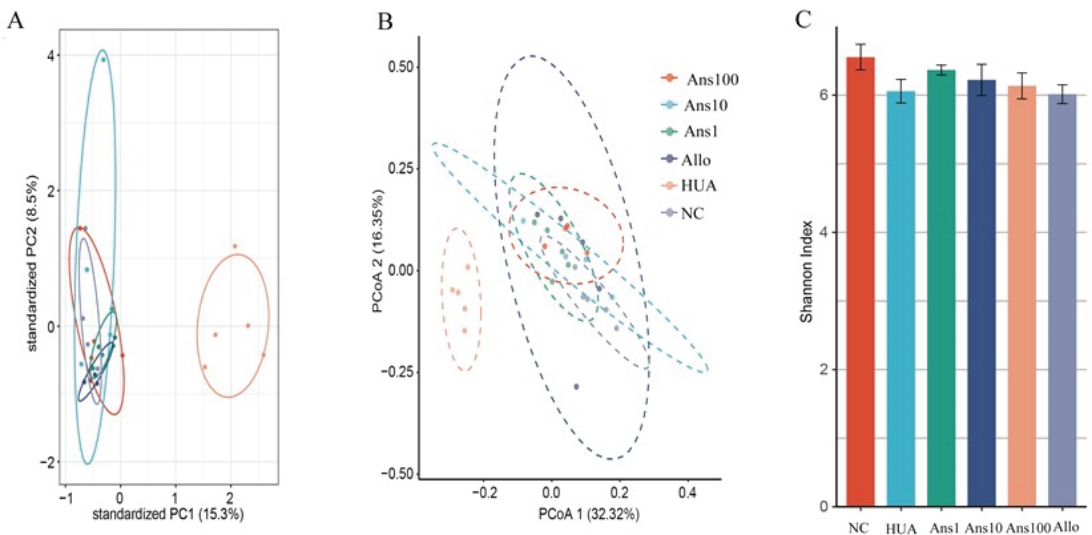 A
4
2
0
−2
standardized PC2 (8.5%)
−1
0
1
2
standardized PC1 (15.3%)
B
0.50
0.25
0.00
−0.25
−0.50
PCoA 2 (16.35%)
−0.2
0.0
0.2
0.4
PCoA 1 (32.32%)
Ans100
Ans10
Ans1
Allo
HUA
NC
C
6
4
2
0
Shannon Index
NC HUA Ans1 Ans10 Ans100 Allo